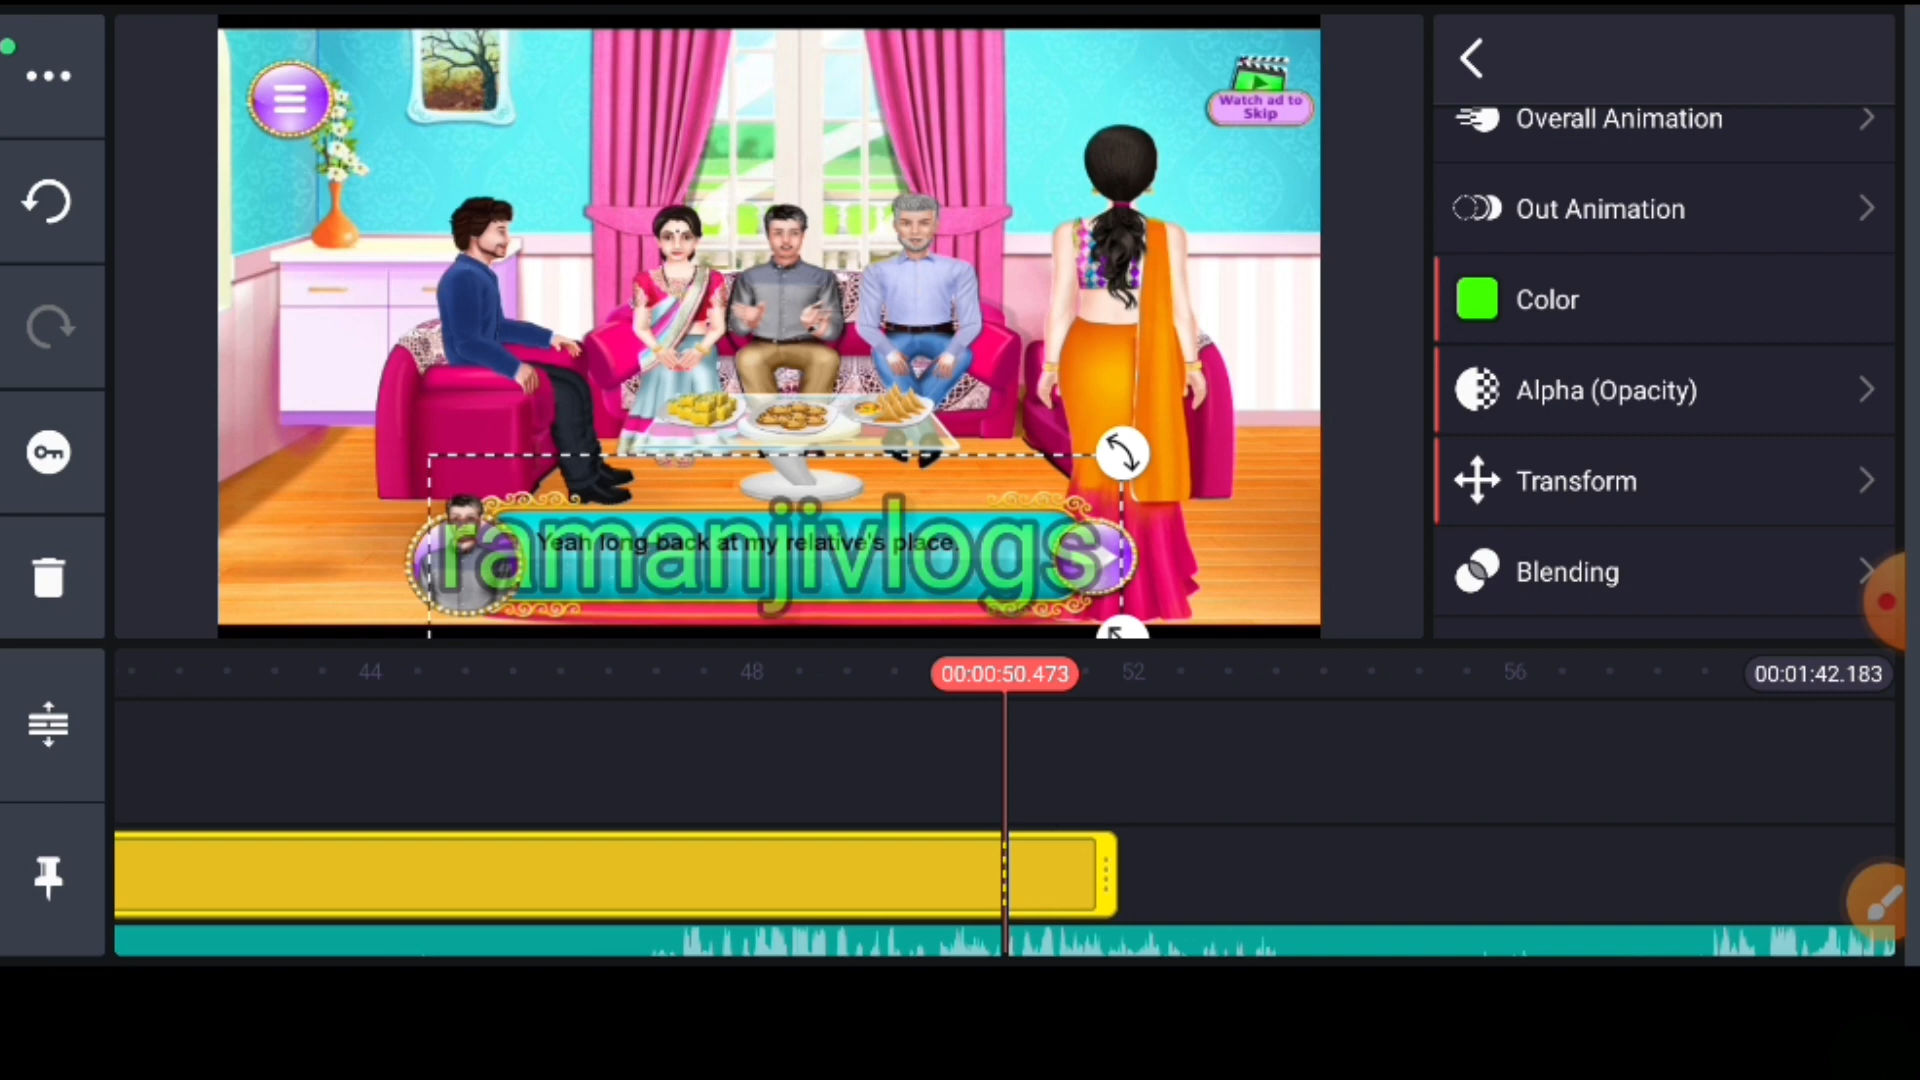 Watch ad to
Skip
Yeah long back at my relative's place.
ramanjivlogs
Overall Animation
Out Animation
Color
Alpha (Opacity)
Transform
Blending
44
48
00:00:50.473
52
56
00:01:42.183